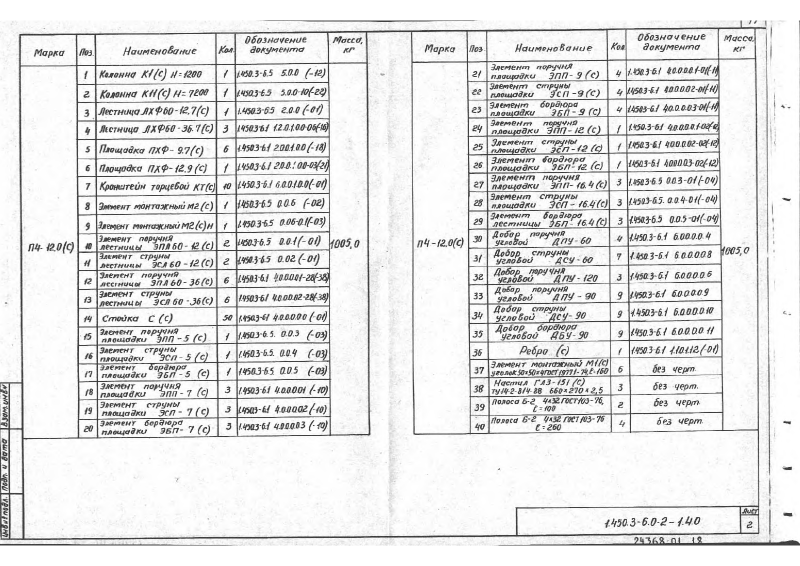 Марка Поз. Наименование Кол. Обозначение документа Масса, кг
П4-12.0(с) 1005,0
1 Колонна К1(с) Н=1200 1 1.450.3-6.5 5.0.0 (-12)
2 Колонна К11(с) Н=7200 1 1.450.3-6.5 5.0.0-10(-22)
3 Лестница ЛХФ60-12.7(с) 1 1.450.3-6.5 2.0.0 (-01)
4 Лестница ЛХФ60-36.7(с) 3 1.450.3-6.1 12.0.1.00-06(-16)
5 Площадка ПХФ-9.7(с) 6 1.450.3-6.1 2.0.0.1.00 (-18)
6 Площадка ПХФ-12.9(с) 1 1.450.3-6.1 2.0.0.1.00-03(-21)
7 Кронштейн торцевой КТ(с) 10 1.450.3-6.1 6.0.0.1.0.0(-01)
8 Элемент монтажный М2(с) 1 1.450.3-6.5 0.0.6 (-02)
9 Элемент монтажный М2(с)н 1 1.450.3-6.5 0.0.6-01(-03)
10 Элемент поручня лестницы ЭПЛ60-12(с) 2 1.450.3-6.5 0.0.1(-01)
11 Элемент струны лестницы ЭСЛ60-12(с) 2 1.450.3-6.5 0.0.2 (-01)
12 Элемент поручня лестницы ЭПЛ60-36(с) 6 1.450.3-6.1 4.0.0.0.01-28(-38)
13 Элемент струны лестницы ЭСЛ60-36(с) 6 1.450.3-6.1 4.0.0.0.02-28(-38)
14 Стойка С (с) 50 1.450.3-6.1 4.0.0.0.0.0 (-01)
15 Элемент поручня площадки ЭПП-5 (с) 1 1.450.3-6.5. 0.0.3 (-03)
16 Элемент струны площадки ЭСП-5 (с) 1 1.450.3-6.5. 0.0.4 (-03)
17 Элемент бордюра площадки ЭБП-5 (с) 1 1.450.3-6.5. 0.0.5 (-03)
18 Элемент поручня площадки ЭПП-7 (с) 3 1.450.3-6.1 4.0.0.0.01 (-10)
19 Элемент струны площадки ЭСП-7 (с) 3 1.450.3-6.1 4.0.0.0.02 (-10)
20 Элемент бордюра площадки ЭБП-7 (с) 3 1.450.3-6.1 4.0.0.0.03 (-10)
Марка Поз. Наименование Кол. Обозначение документа Масса, кг
П4-12.0(с) 1005,0
21 Элемент поручня площадки ЭПП-9 (с) 4 1.450.3-6.1 4.0.0.0.01-01(-11)
22 Элемент струны площадки ЭСП-9 (с) 4 1.450.3-6.1 4.0.0.0.02-01(-11)
23 Элемент бордюра площадки ЭБП-9 (с) 4 1.450.3-6.1 4.0.0.0.03-01(-11)
24 Элемент поручня площадки ЭПП-12 (с) 1 1.450.3-6.1 4.0.0.0.01-02(-12)
25 Элемент струны площадки ЭСП-12 (с) 1 1.450.3-6.1 4.0.0.0.02-02(-12)
26 Элемент бордюра площадки ЭБП-12 (с) 1 1.450.3-6.1 4.0.0.0.03-02(-12)
27 Элемент поручня площадки ЭПП-16.4(с) 3 1.450.3-6.5 0.0.3-01(-04)
28 Элемент струны площадки ЭСП-16.4(с) 3 1.450.3-6.5 0.0.4-01(-04)
29 Элемент бордюра лестницы ЭБП-16.4(с) 3 1.450.3-6.5 0.0.5-01(-04)
30 Добор поручня угловой ДПУ-60 4 1.450.3-6.1 6.0.0.0.0.4
31 Добор струны угловой ДСУ-60 7 1.450.3-6.1 6.0.0.0.0.8
32 Добор поручня угловой ДПУ-120 3 1.450.3-6.1 6.0.0.0.0.6
33 Добор поручня угловой ДПУ-90 9 1.450.3-6.1 6.0.0.0.0.9
34 Добор струны угловой ДСУ-90 9 1.450.3-6.1 6.0.0.0.0.10
35 Добор бордюра угловой ДБУ-90 9 1.450.3-6.1 6.0.0.0.0.11
36 Ребро (с) 1 1.450.3-6.1 1.1.0.1.2(-01)
37 Элемент монтажный М1(с) уголок 50×50×4 ГОСТ 19771-74, ℓ-160 6 без черт.
38 Настил ГЛЗ-151 (с) ТУ14-2-814-88 660×270×2,5 3 без черт.
39 Полоса Б-2 4×32 ГОСТ103-76, ℓ=100 2 без черт.
40 Полоса Б-2 4×32 ГОСТ103-76 ℓ=260 4 без черт.
1.450.3-6.0-2-1.40
Лист
2
24368-01 18
Инв.№ подл. Подп. и дата Взам.инв.№